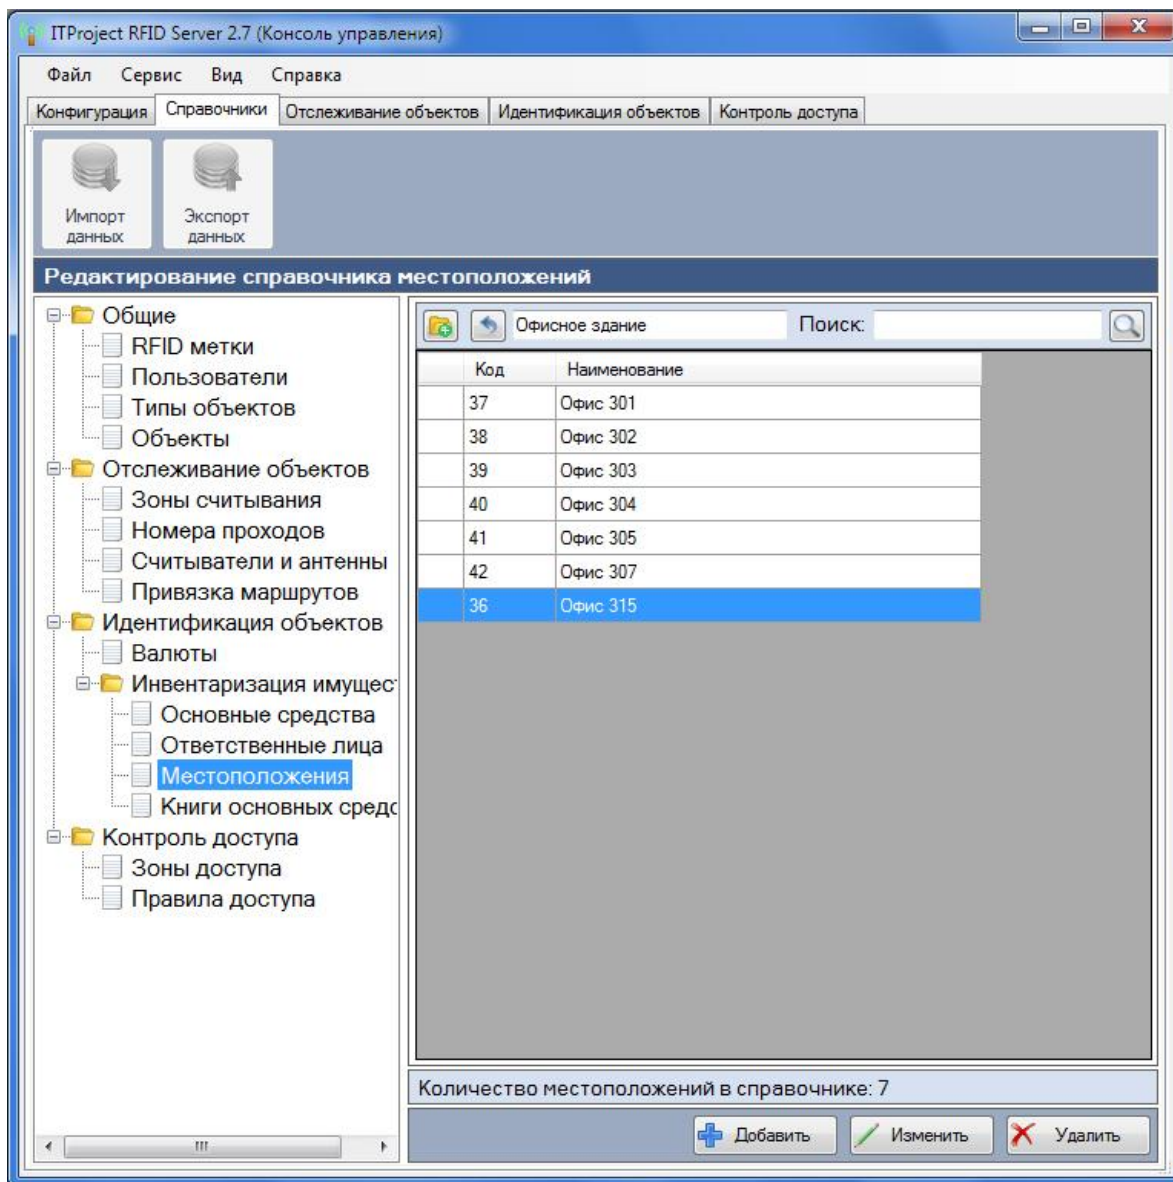 ITProject RFID Server 2.7 (Консоль управления)
Файл Сервис Вид Справка
Конфигурация Справочники Отслеживание объектов Идентификация объектов Контроль доступа
Импорт данных
Экспорт данных
Редактирование справочника местоположений
Общие
RFID метки
Пользователи
Типы объектов
Объекты
Отслеживание объектов
Зоны считывания
Номера проходов
Считыватели и антенны
Привязка маршрутов
Идентификация объектов
Валюты
Инвентаризация имущест
Основные средства
Ответственные лица
Местоположения
Книги основных средс
Контроль доступа
Зоны доступа
Правила доступа
Офисное здание Поиск:
Код Наименование
37 Офис 301
38 Офис 302
39 Офис 303
40 Офис 304
41 Офис 305
42 Офис 307
36 Офис 315
Количество местоположений в справочнике: 7
Добавить Изменить Удалить